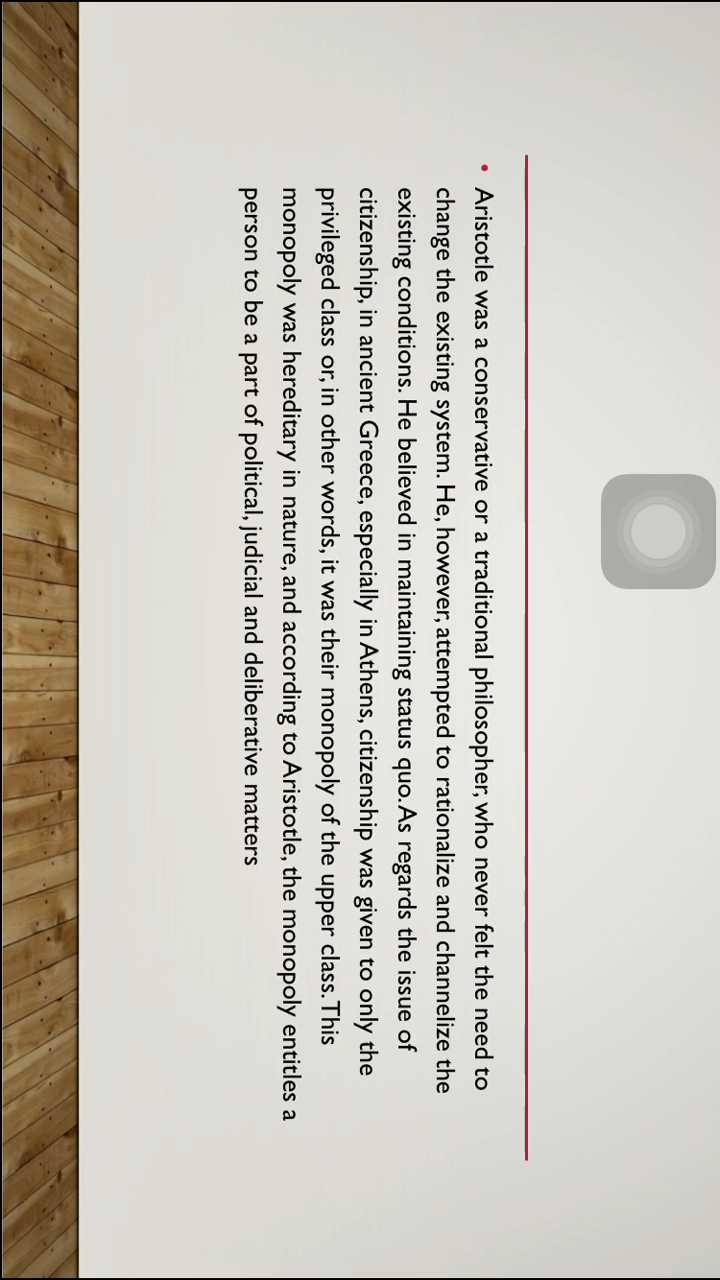 • Aristotle was a conservative or a traditional philosopher, who never felt the need to
change the existing system. He, however, attempted to rationalize and channelize the
existing conditions. He believed in maintaining status quo. As regards the issue of
citizenship, in ancient Greece, especially in Athens, citizenship was given to only the
privileged class or, in other words, it was their monopoly of the upper class. This
monopoly was hereditary in nature, and according to Aristotle, the monopoly entitles a
person to be a part of political, judicial and deliberative matters